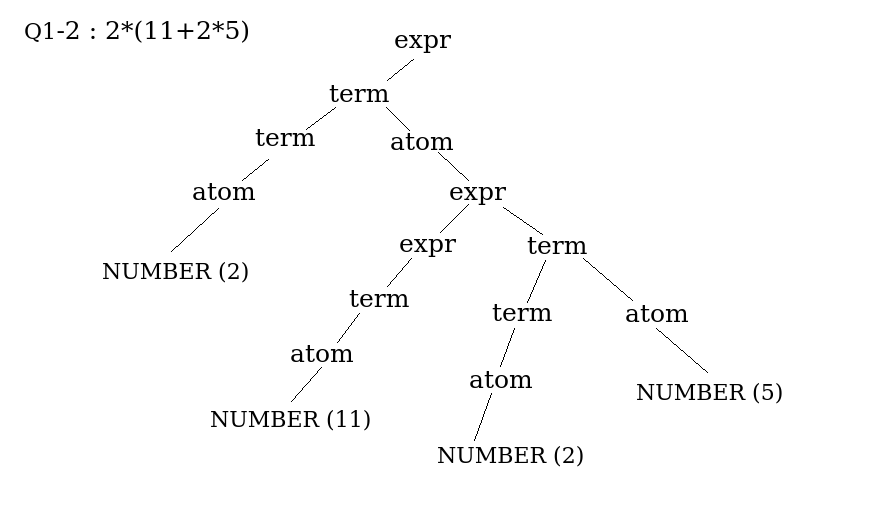 Q1-2 : 2*(11+2*5)
expr
term
term
atom
atom
expr
expr
term
NUMBER (2)
term
term
atom
atom
atom
NUMBER (5)
NUMBER (11)
NUMBER (2)